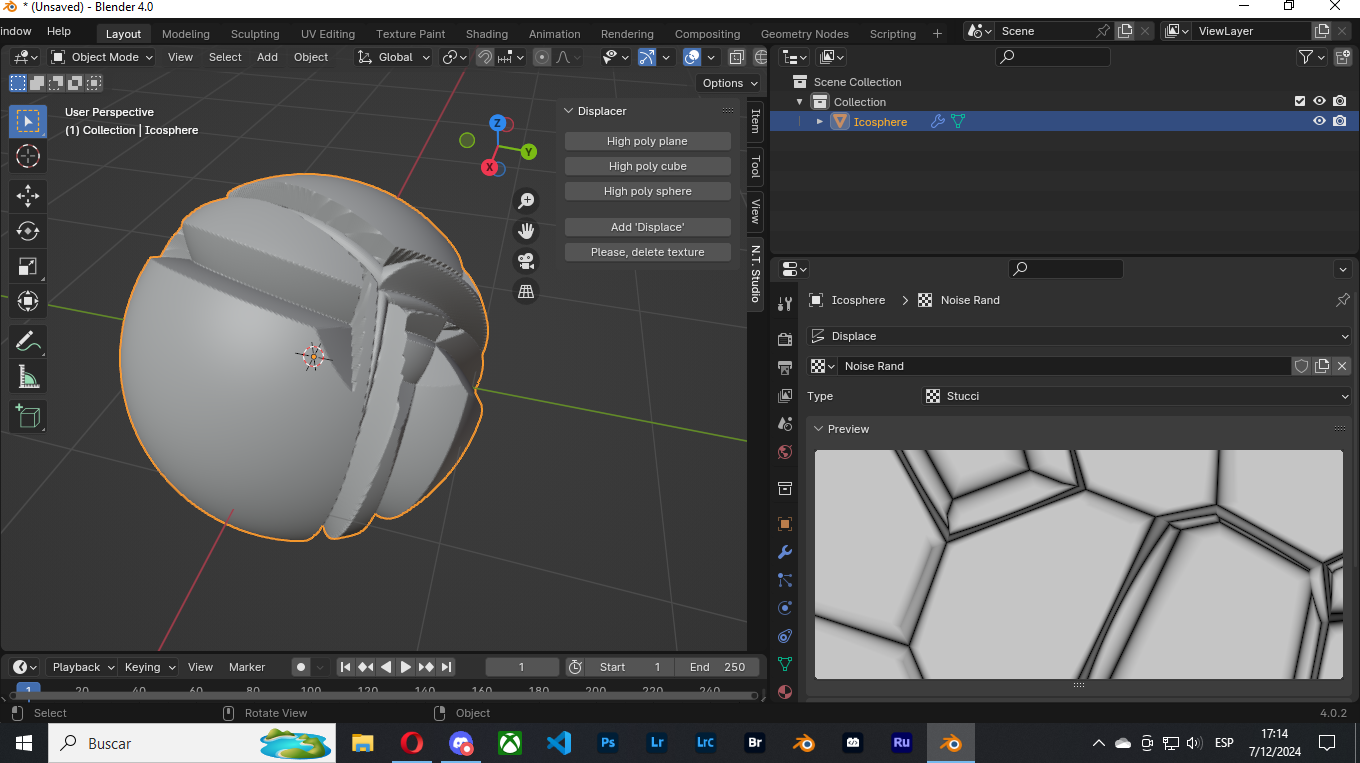 * (Unsaved) - Blender 4.0
indow Help Layout Modeling Sculpting UV Editing Texture Paint Shading Animation Rendering Compositing Geometry Nodes Scripting + Scene ViewLayer
Object Mode View Select Add Object Global
Options
User Perspective
(1) Collection | Icosphere
Z
Y
X
Displacer
High poly plane
High poly cube
High poly sphere
Add 'Displace'
Please, delete texture
Item
Tool
View
N.T. Studio
Scene Collection
Collection
Icosphere
Icosphere > Noise Rand
Displace
Noise Rand
Type Stucci
Preview
Playback Keying View Marker 1 Start 1 End 250
1 20 40 60 80 100 120 140 160 180 200 220 240
Select Rotate View Object 4.0.2
Buscar Ps Lr LrC Br Ru ESP 17:14
7/12/2024